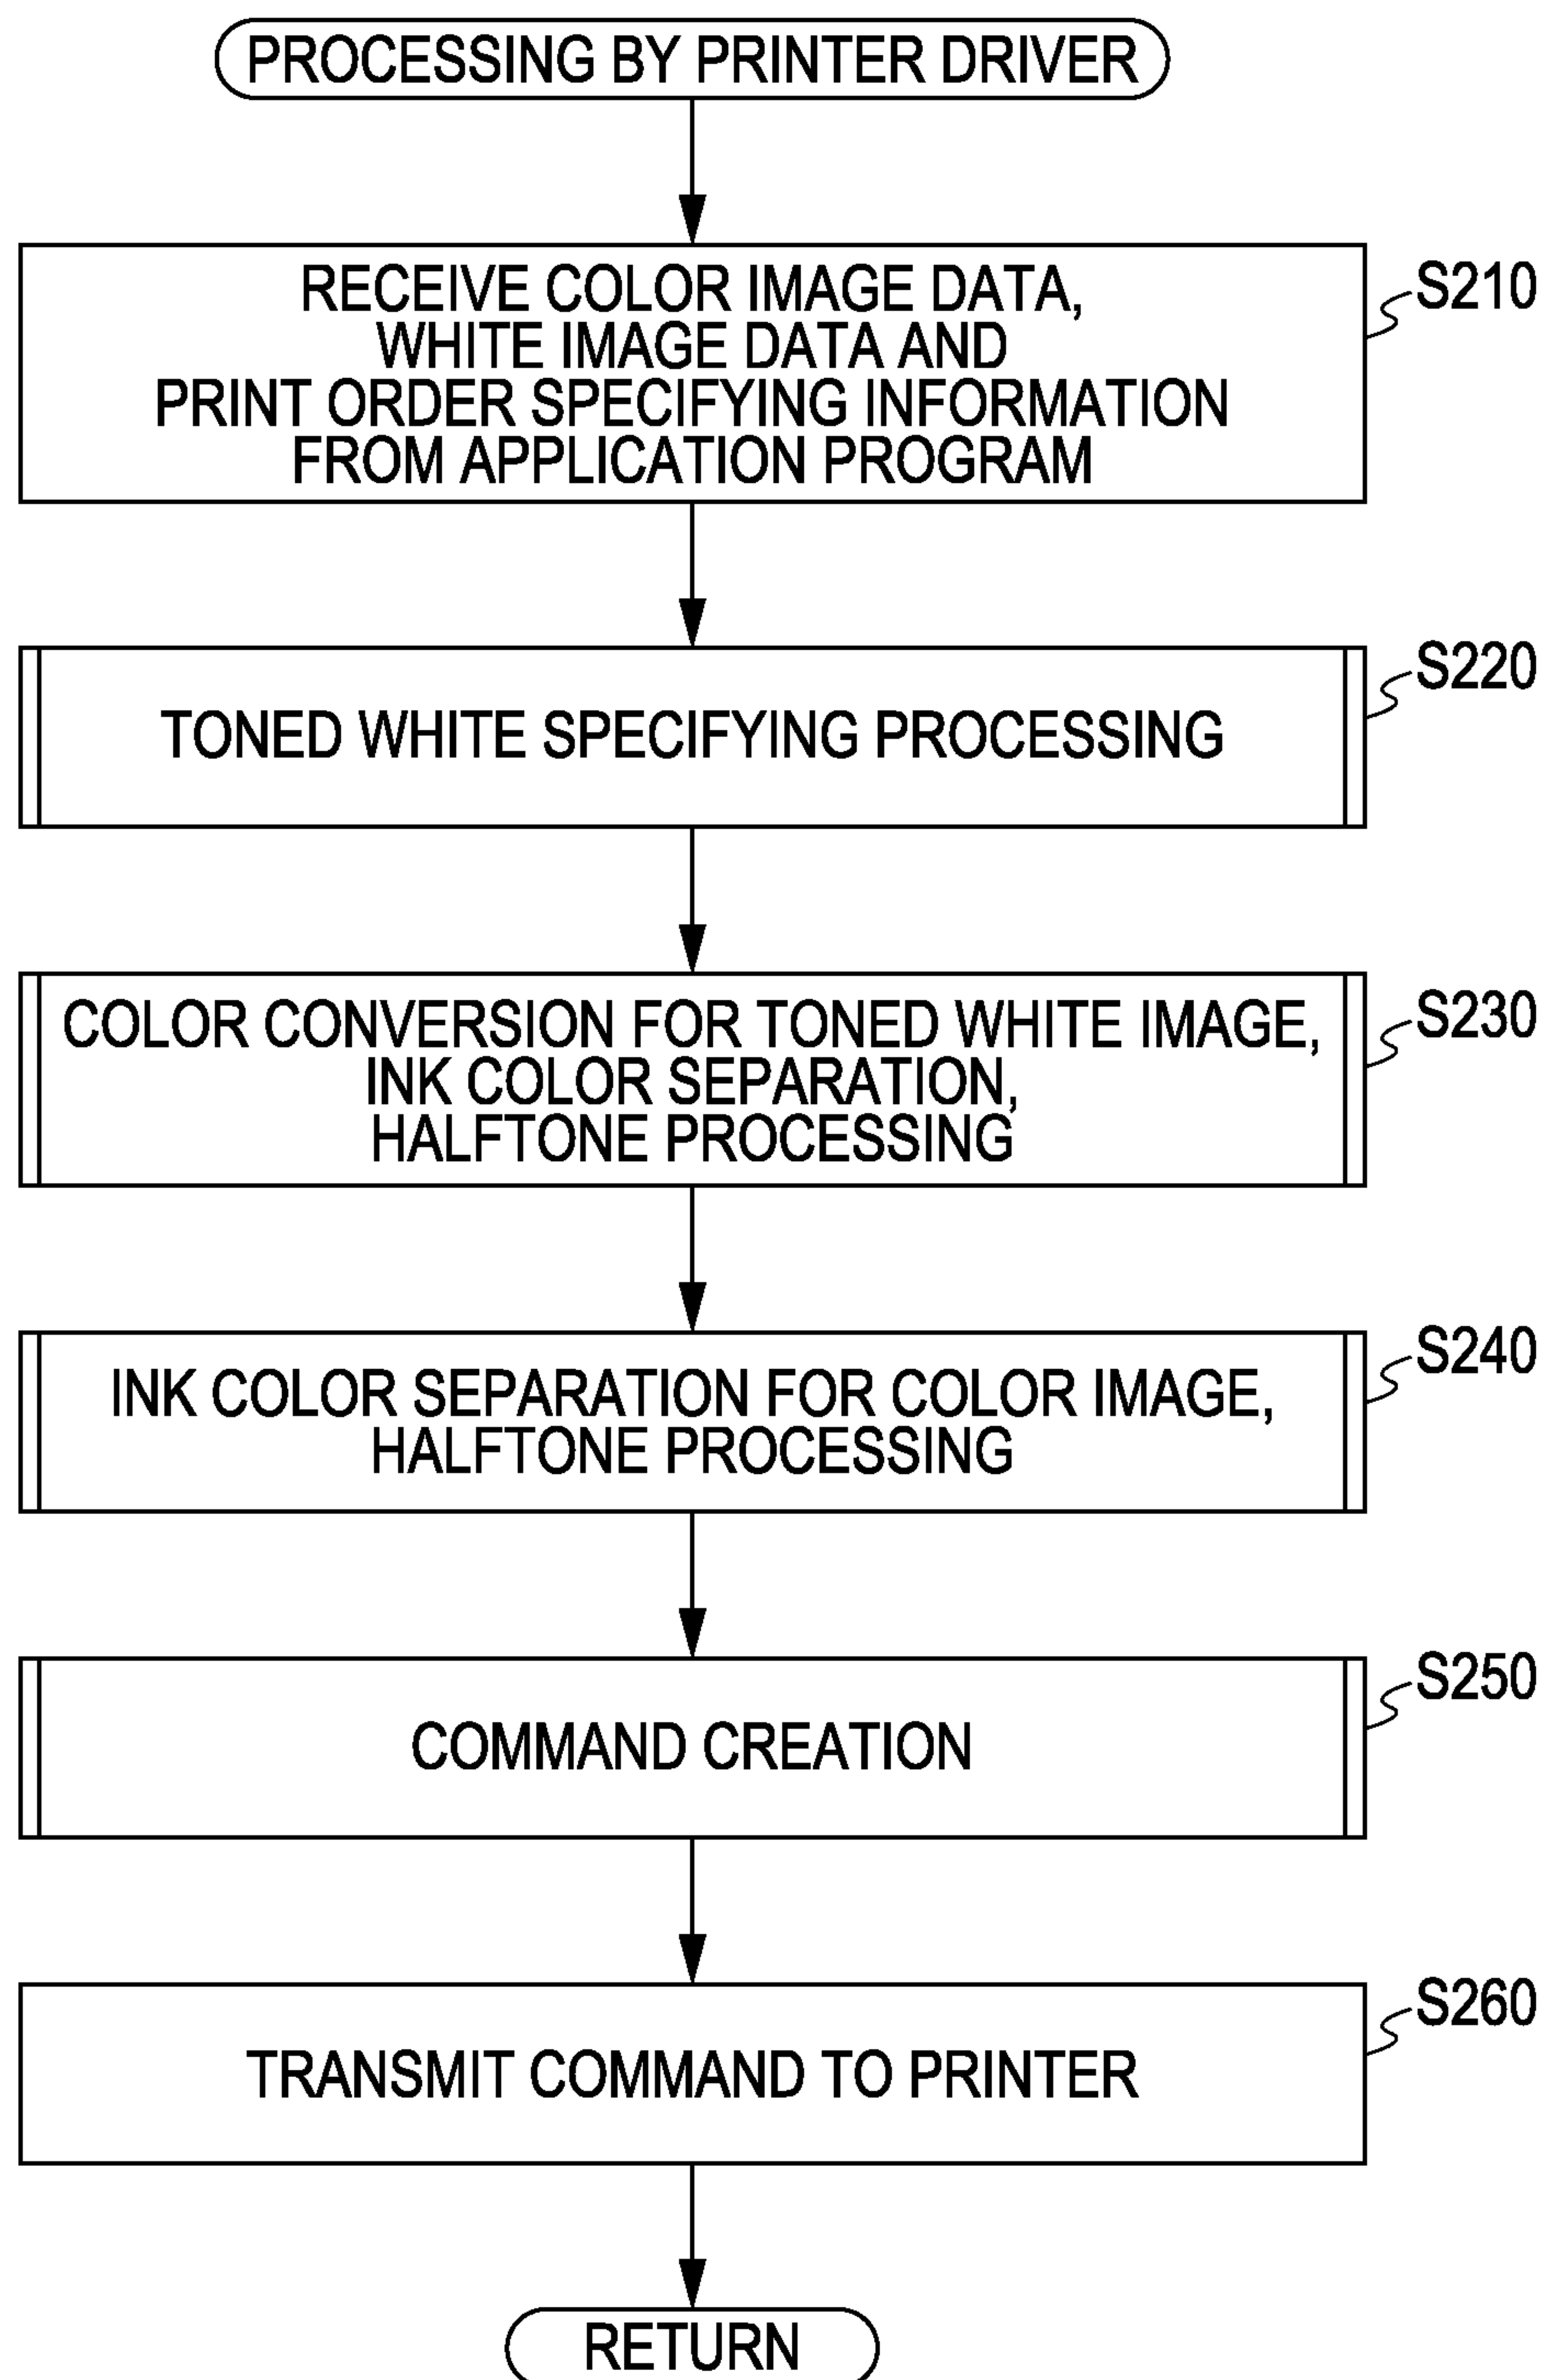 PROCESSING BY PRINTER DRIVER
RECEIVE COLOR IMAGE DATA,
WHITE IMAGE DATA AND
PRINT ORDER SPECIFYING INFORMATION
FROM APPLICATION PROGRAM
S210
TONED WHITE SPECIFYING PROCESSING
S220
COLOR CONVERSION FOR TONED WHITE IMAGE,
INK COLOR SEPARATION,
HALFTONE PROCESSING
S230
INK COLOR SEPARATION FOR COLOR IMAGE,
HALFTONE PROCESSING
S240
COMMAND CREATION
S250
TRANSMIT COMMAND TO PRINTER
S260
RETURN